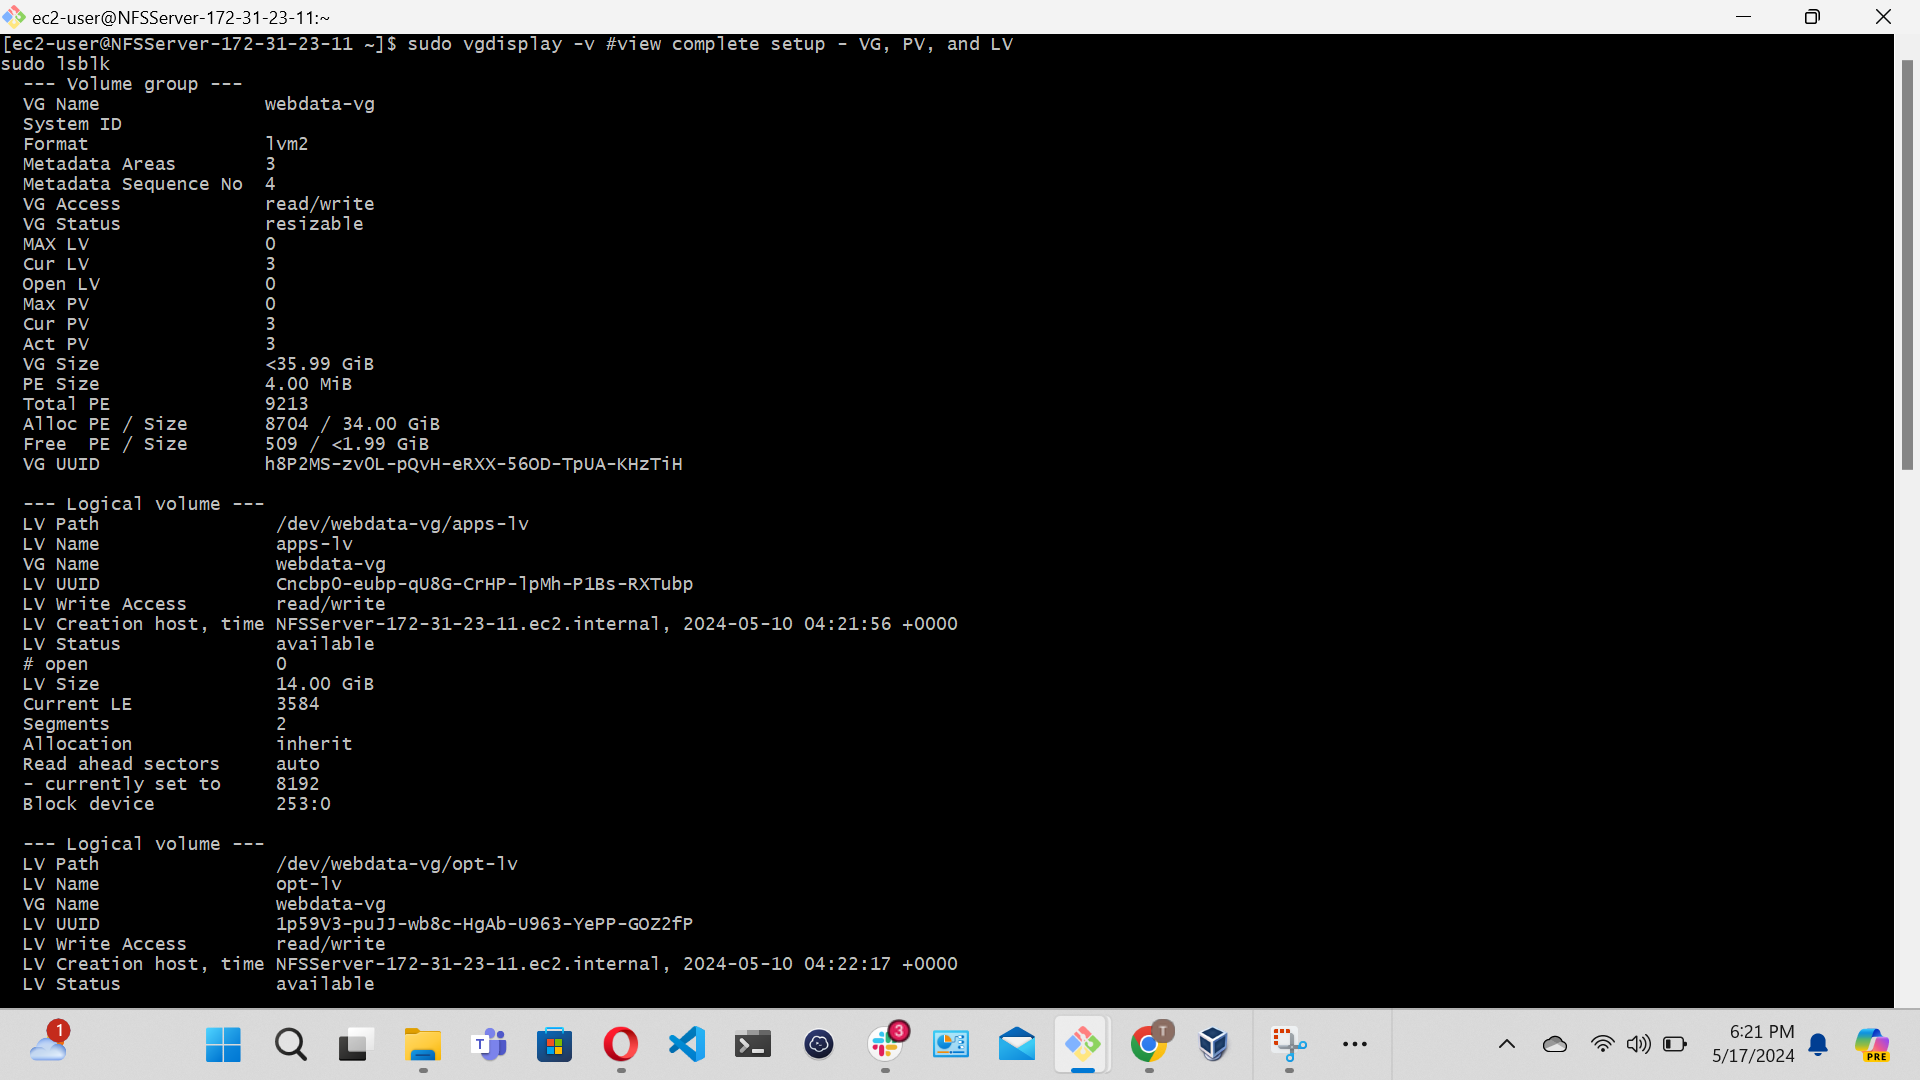 ec2-user@NFSServer-172-31-23-11:~
[ec2-user@NFSServer-172-31-23-11 ~]$ sudo vgdisplay -v #view complete setup - VG, PV, and LV
sudo lsblk
--- Volume group ---
VG Name webdata-vg
System ID
Format lvm2
Metadata Areas 3
Metadata Sequence No 4
VG Access read/write
VG Status resizable
MAX LV 0
Cur LV 3
Open LV 0
Max PV 0
Cur PV 3
Act PV 3
VG Size <35.99 GiB
PE Size 4.00 MiB
Total PE 9213
Alloc PE / Size 8704 / 34.00 GiB
Free PE / Size 509 / <1.99 GiB
VG UUID h8P2MS-zvOL-pQvH-eRXX-56OD-TpUA-KHzTiH
--- Logical volume ---
LV Path /dev/webdata-vg/apps-lv
LV Name apps-lv
VG Name webdata-vg
LV UUID CncbpO-eubp-qU8G-CrHP-lpMh-P1Bs-RXTubp
LV Write Access read/write
LV Creation host, time NFSServer-172-31-23-11.ec2.internal, 2024-05-10 04:21:56 +0000
LV Status available
# open 0
LV Size 14.00 GiB
Current LE 3584
Segments 2
Allocation inherit
Read ahead sectors auto
- currently set to 8192
Block device 253:0
--- Logical volume ---
LV Path /dev/webdata-vg/opt-lv
LV Name opt-lv
VG Name webdata-vg
LV UUID 1p59V3-puJJ-wb8c-HgAb-U963-YePP-GOZ2fP
LV Write Access read/write
LV Creation host, time NFSServer-172-31-23-11.ec2.internal, 2024-05-10 04:22:17 +0000
LV Status available
1
T
3
T
6:21 PM
5/17/2024
PRE